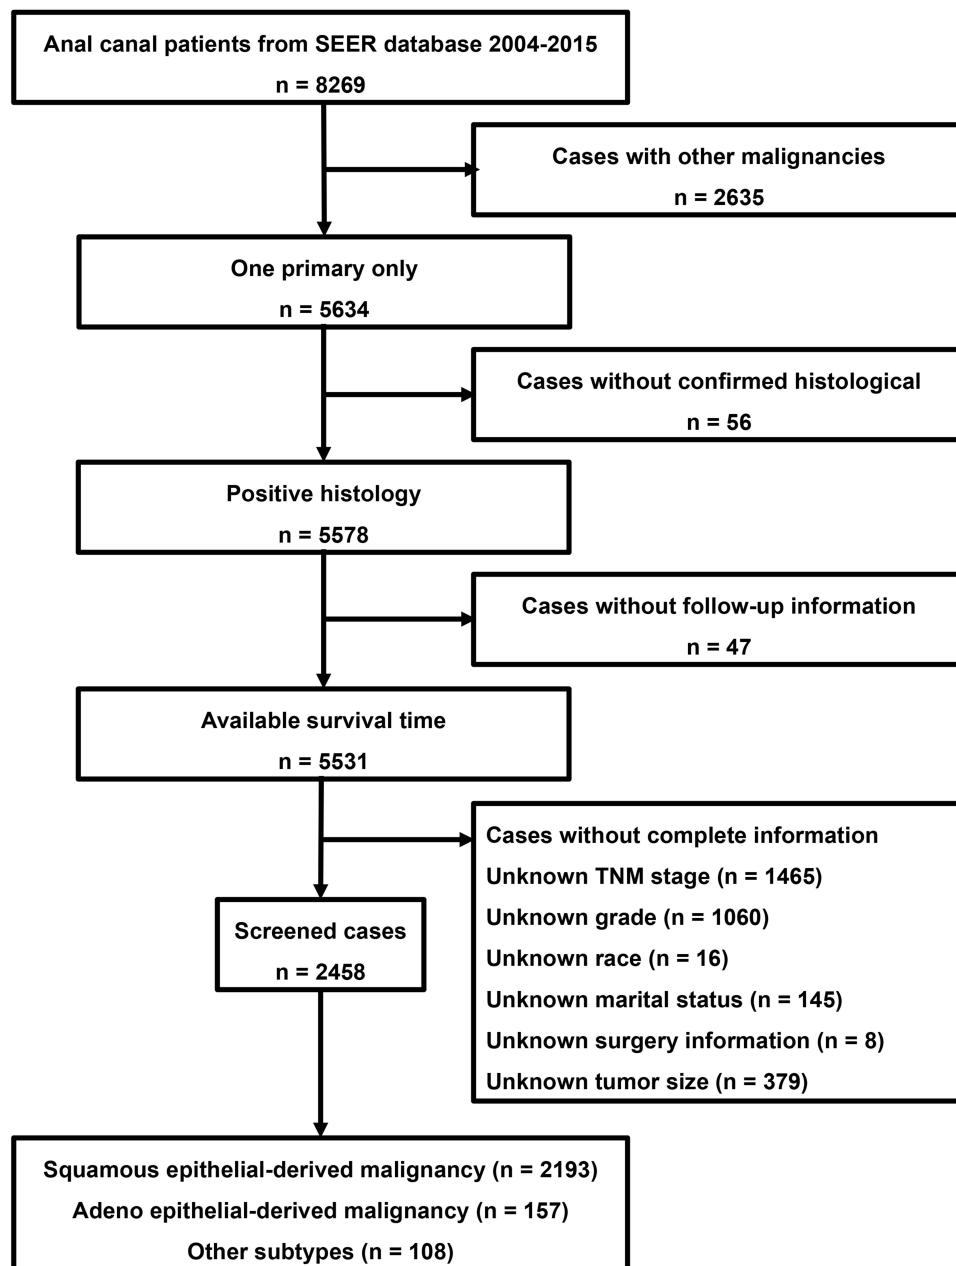 Anal canal patients from SEER database 2004-2015
n = 8269
Cases with other malignancies
n = 2635
One primary only
n = 5634
Cases without confirmed histological
n = 56
Positive histology
n = 5578
Cases without follow-up information
n = 47
Available survival time
n = 5531
Cases without complete information
Unknown TNM stage (n = 1465)
Unknown grade (n = 1060)
Unknown race (n = 16)
Unknown marital status (n = 145)
Unknown surgery information (n = 8)
Unknown tumor size (n = 379)
Screened cases
n = 2458
Squamous epithelial-derived malignancy (n = 2193)
Adeno epithelial-derived malignancy (n = 157)
Other subtypes (n = 108)